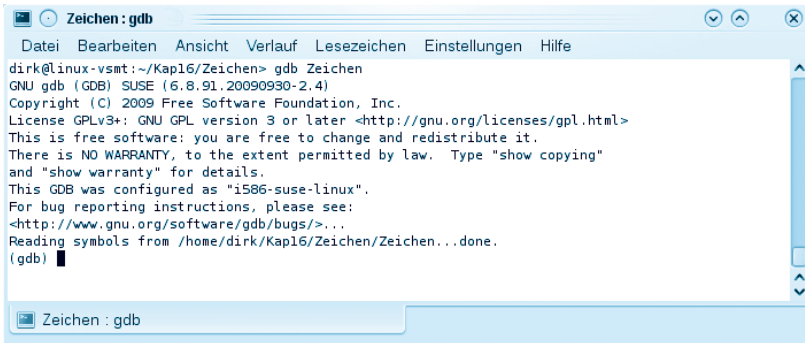 Zeichen : gdb
Datei Bearbeiten Ansicht Verlauf Lesezeichen Einstellungen Hilfe
dirk@linux-vsmt:~/Kap16/Zeichen> gdb Zeichen
GNU gdb (GDB) SUSE (6.8.91.20090930-2.4)
Copyright (C) 2009 Free Software Foundation, Inc.
License GPLv3+: GNU GPL version 3 or later <http://gnu.org/licenses/gpl.html>
This is free software: you are free to change and redistribute it.
There is NO WARRANTY, to the extent permitted by law.  Type "show copying"
and "show warranty" for details.
This GDB was configured as "i586-suse-linux".
For bug reporting instructions, please see:
<http://www.gnu.org/software/gdb/bugs/>...
Reading symbols from /home/dirk/Kap16/Zeichen/Zeichen...done.
(gdb)
Zeichen : gdb